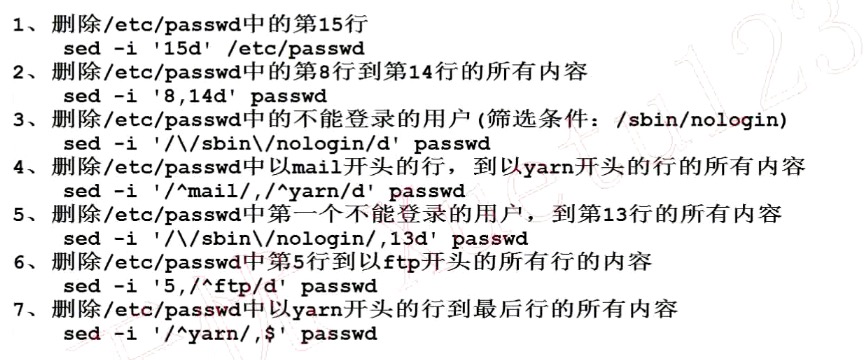 1、删除/etc/passwd中的第15行
sed -i '15d' /etc/passwd
2、删除/etc/passwd中的第8行到第14行的所有内容
sed -i '8,14d' passwd
3、删除/etc/passwd中的不能登录的用户(筛选条件：/sbin/nologin)
sed -i '/\/sbin\/nologin/d' passwd
4、删除/etc/passwd中以mail开头的行，到以yarn开头的行的所有内容
sed -i '/^mail/,/^yarn/d' passwd
5、删除/etc/passwd中第一个不能登录的用户，到第13行的所有内容
sed -i '/\/sbin\/nologin/,13d' passwd
6、删除/etc/passwd中第5行到以ftp开头的所有行的内容
sed -i '5,/^ftp/d' passwd
7、删除/etc/passwd中以yarn开头的行到最后行的所有内容
sed -i '/^yarn/,$' passwd